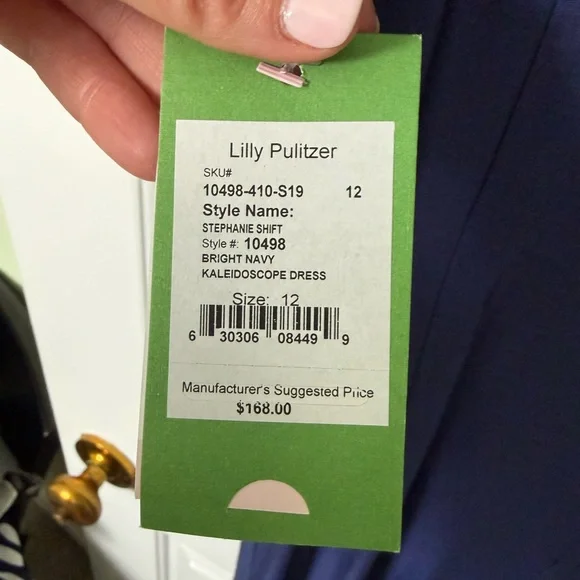 Lilly Pulitzer
SKU#
10498-410-S19 12
Style Name:
STEPHANIE SHIFT
Style #: 10498
BRIGHT NAVY
KALEIDOSCOPE DRESS
Size: 12
6 30306 08449 9
Manufacturer's Suggested Price
$168.00